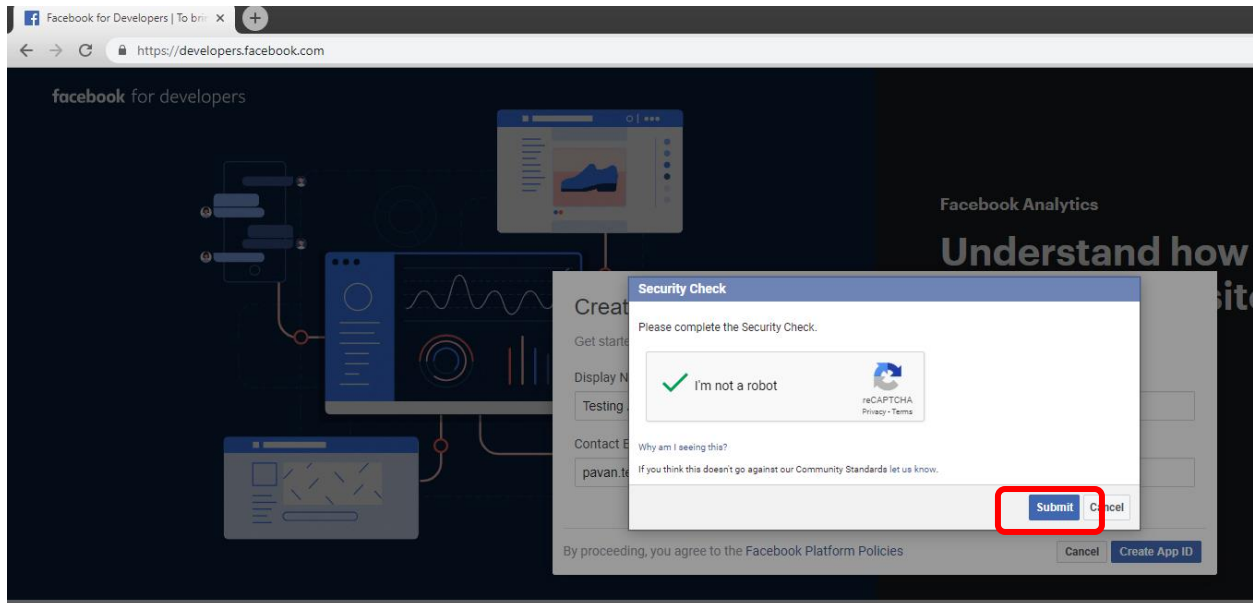 Facebook for Developers | To brin
https://developers.facebook.com
facebook for developers
Facebook Analytics
Understand how
Security Check
Please complete the Security Check.
I'm not a robot
reCAPTCHA
Privacy - Terms
Why am I seeing this?
If you think this doesn't go against our Community Standards let us know.
Submit Cancel
Creat
Get starte
Display N
Testing
Contact E
pavan.te
By proceeding, you agree to the Facebook Platform Policies
Cancel Create App ID